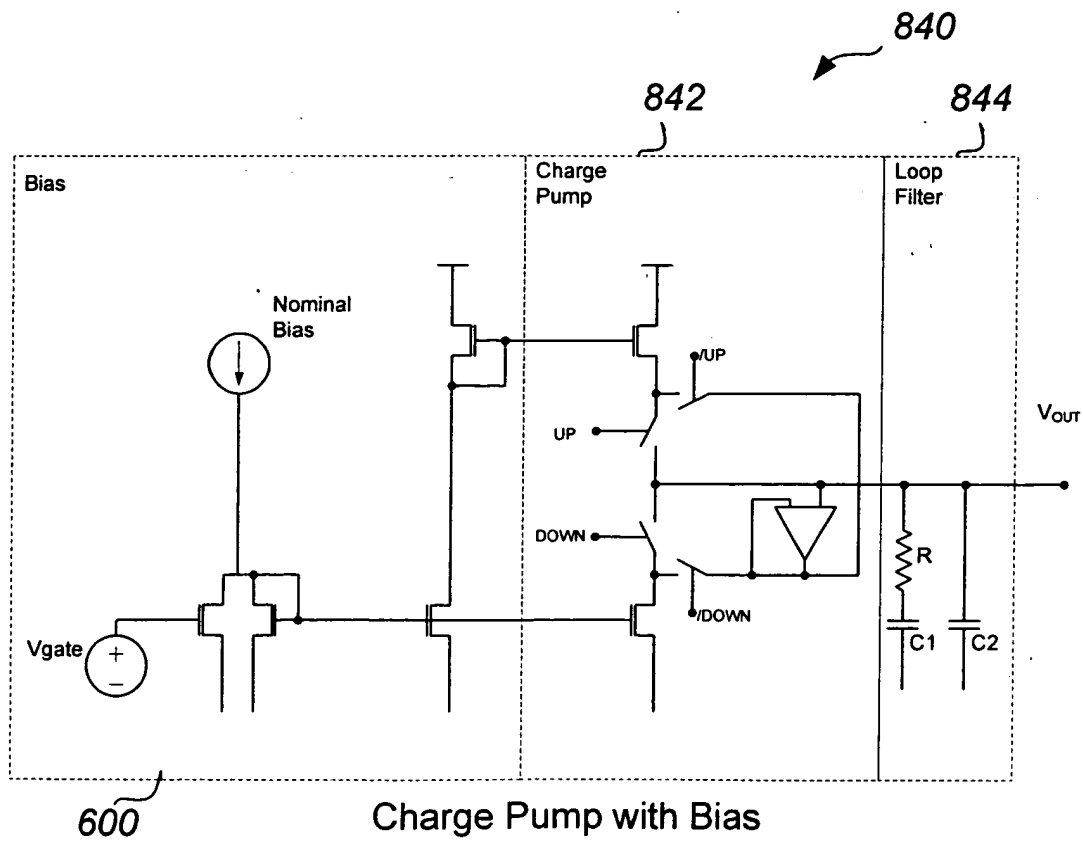 840
842
844
Bias
Charge
Pump
Loop
Filter
Nominal
Bias
/UP
UP
VOUT
DOWN
R
/DOWN
Vgate
+
–
C1
C2
600
Charge Pump with Bias